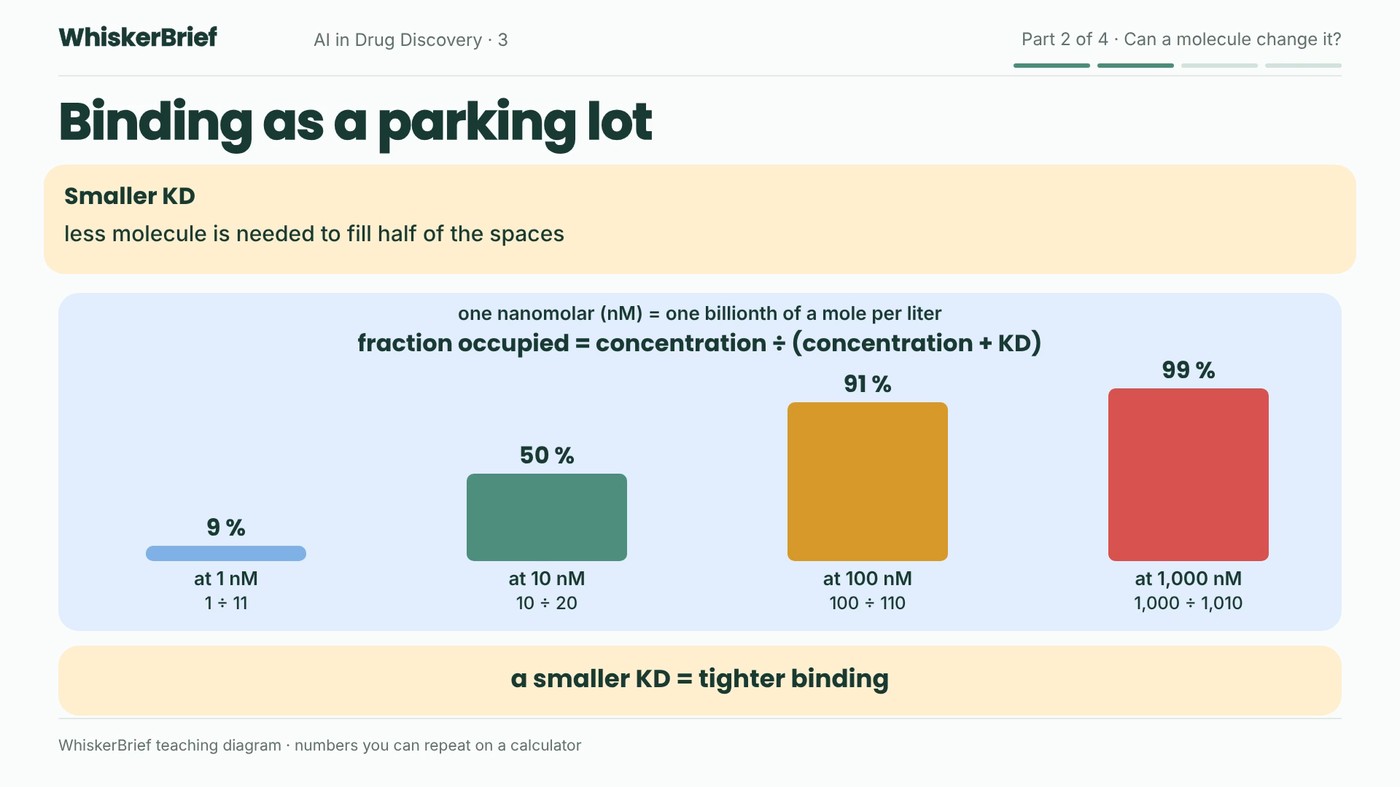 WhiskerBrief
AI in Drug Discovery · 3
Part 2 of 4 · Can a molecule change it?
Binding as a parking lot
Smaller KD
less molecule is needed to fill half of the spaces
one nanomolar (nM) = one billionth of a mole per liter
fraction occupied = concentration ÷ (concentration + KD)
9 %
50 %
91 %
99 %
at 1 nM
1 ÷ 11
at 10 nM
10 ÷ 20
at 100 nM
100 ÷ 110
at 1,000 nM
1,000 ÷ 1,010
a smaller KD = tighter binding
WhiskerBrief teaching diagram · numbers you can repeat on a calculator